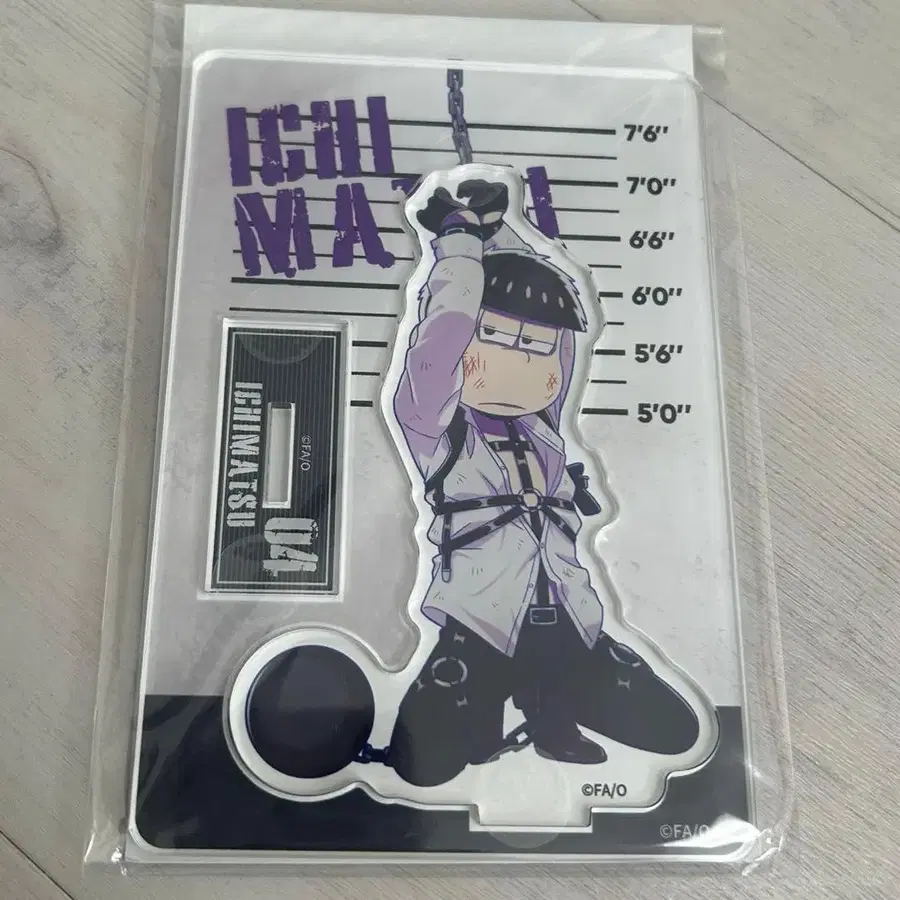 ICHI
MATSU
7'6"
7'0"
6'6"
6'0"
5'6"
5'0"
ICHIMATSU
04
©FA/O
©FA/O
©FA/O